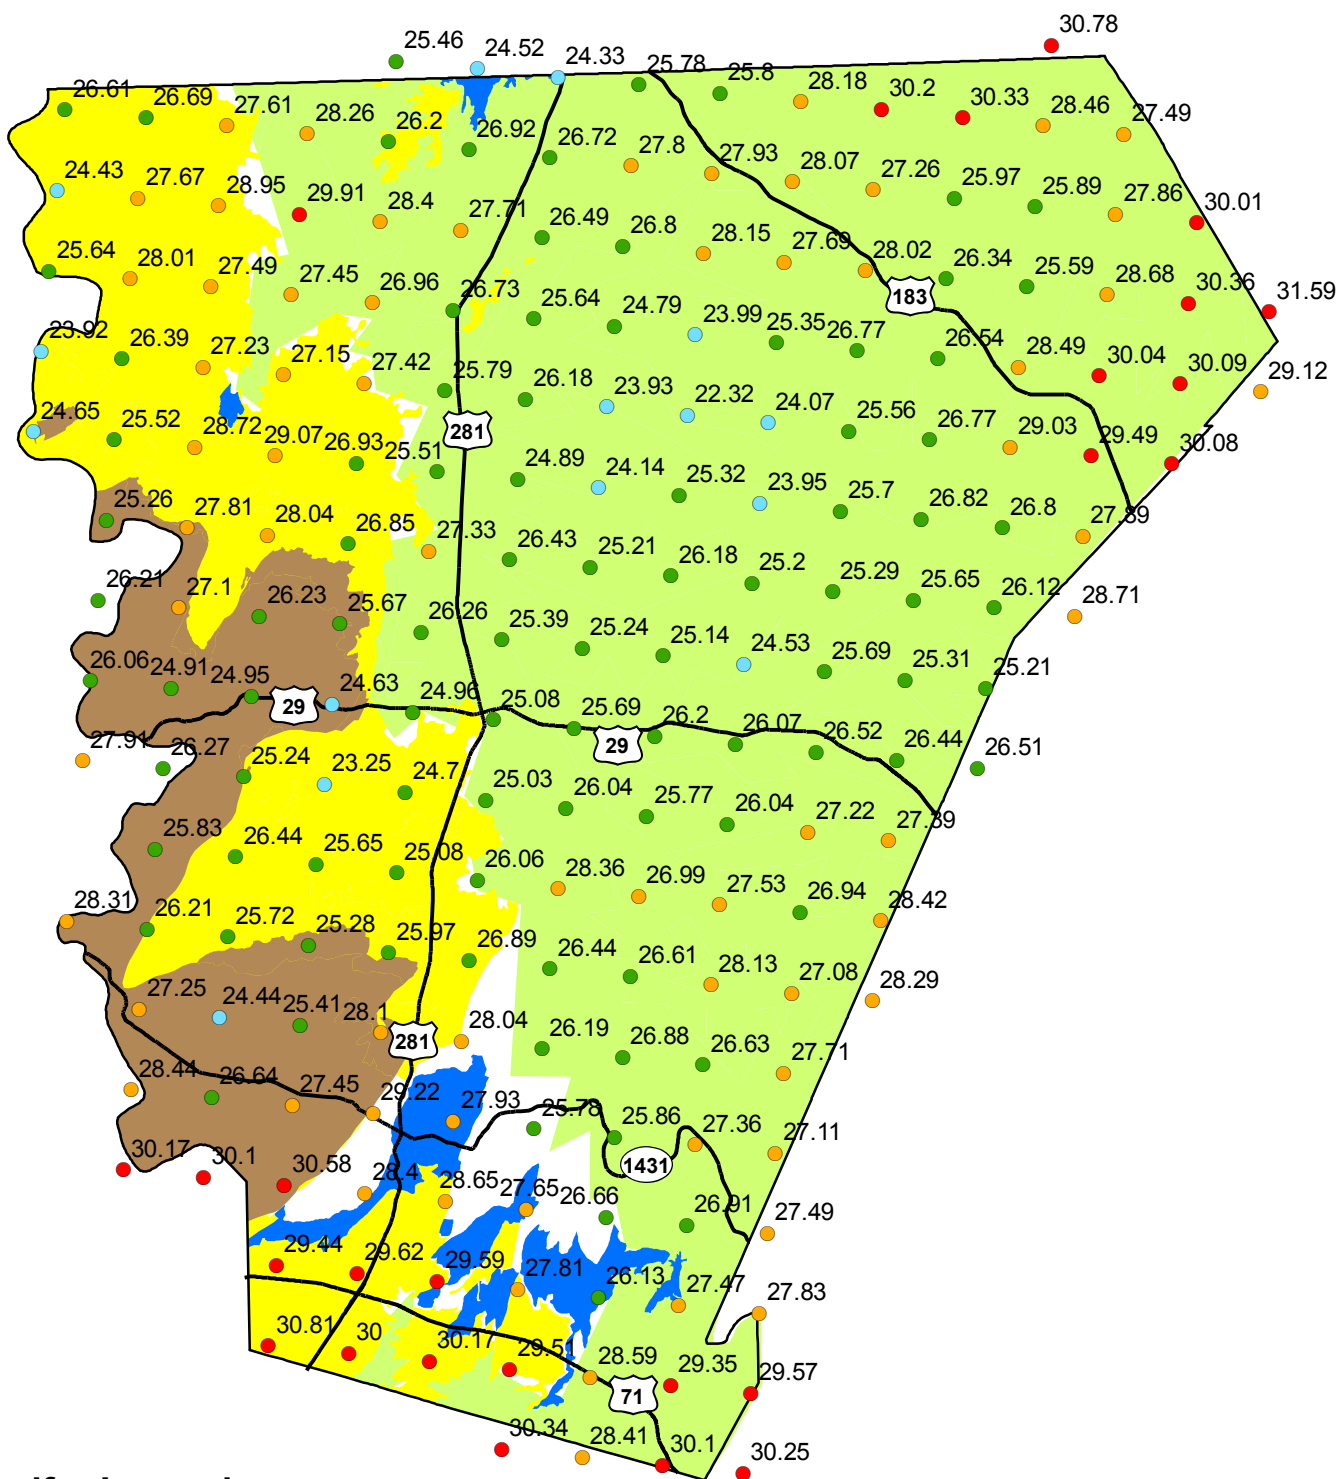 30.78
25.46 24.52 24.33 25.78 25.8 28.18 30.2 30.33 28.46 27.49
26.61 26.69 27.61 28.26 26.2 26.92 26.72 27.8 27.93 28.07 27.26 25.97 25.89 27.86 30.01
24.43 27.67 28.95 29.91 28.4 27.71 26.49 26.8 28.15 27.69 28.02 26.34 25.59 28.68 30.36 31.59
25.64 28.01 27.49 27.45 26.96 26.73 25.64 24.79 23.99 25.35 26.77 26.54 28.49 30.04 30.09 29.12
183
23.92 26.39 27.23 27.15 27.42 25.79 26.18 23.93 22.32 24.07 25.56 26.77 29.03 29.49 30.08
24.65 25.52 28.72 29.07 26.93 25.51 24.89 24.14 25.32 23.95 25.7 26.82 26.8 27.89
281
25.26 27.81 28.04 26.85 27.33 26.43 25.21 26.18 25.2 25.29 25.65 26.12 28.71
26.21 27.1 26.23 25.67 26.26 25.39 25.24 25.14 24.53 25.69 25.31 25.21
26.06 24.91 24.95 24.63 24.96 25.08 25.69 26.2 26.07 26.52 26.44 26.51
29
29
27.91 26.27 25.24 23.25 24.7 25.03 26.04 25.77 26.04 27.22 27.39
25.83 26.44 25.65 25.08 26.06 28.36 26.99 27.53 26.94 28.42
28.31 26.21 25.72 25.28 25.97 26.89 26.44 26.61 28.13 27.08 28.29
27.25 24.44 25.41 28.1 28.04 26.19 26.88 26.63 27.71
281
28.44 26.64 27.45 29.22 27.93 25.78 25.86 27.36 27.11
30.17 30.1 30.58 28.4 28.65 27.65 26.66 26.91 27.49
1431
29.44 29.62 29.59 27.81 26.13 27.47 27.83
30.81 30 30.17 29.51 28.59 29.35 29.57
71
30.34 28.41 30.1 30.25